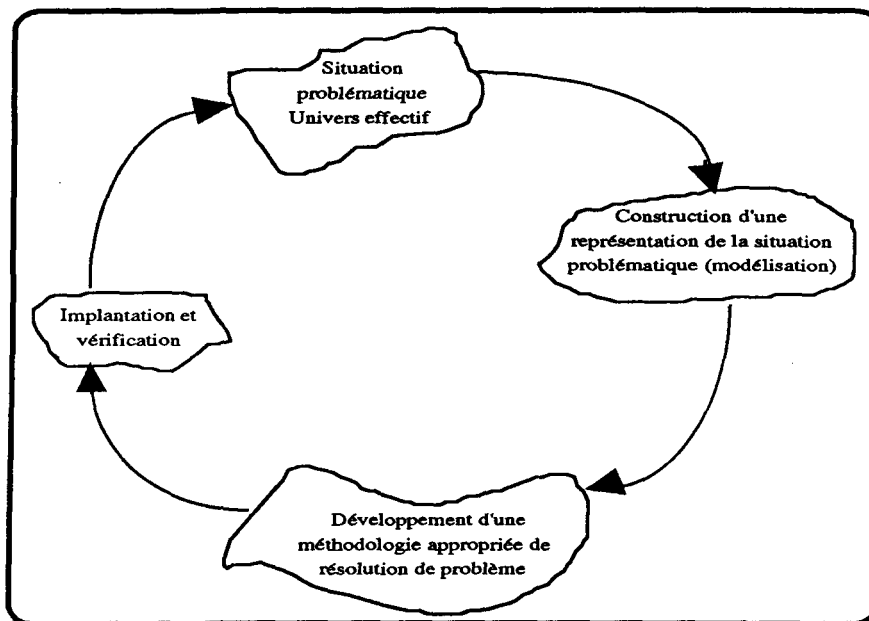 Situation
problématique
Univers effectif
Construction d'une
représentation de la situation
problématique (modélisation)
Implantation et
vérification
Développement d'une
méthodologie appropriée de
résolution de problème